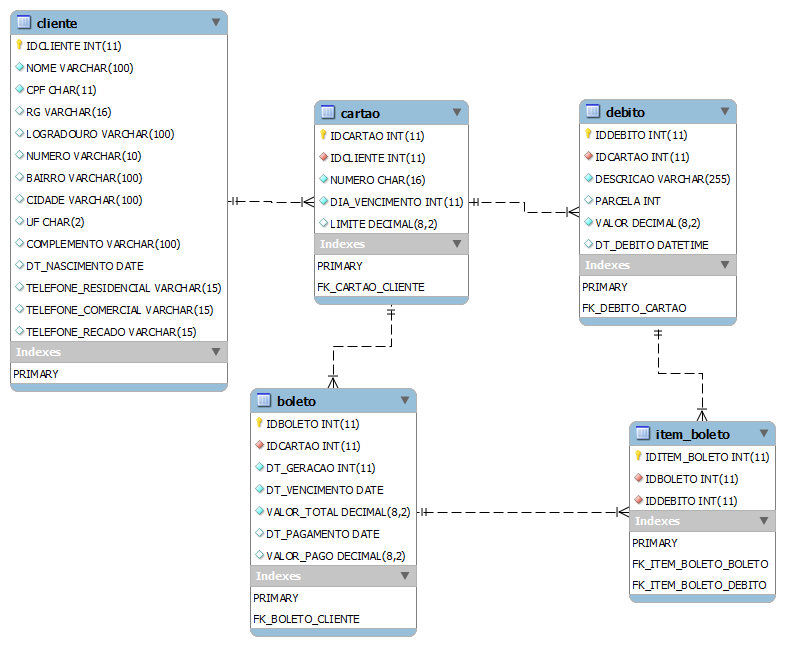 cliente
IDCLIENTE INT(11)
NOME VARCHAR(100)
CPF CHAR(11)
RG VARCHAR(16)
LOGRADOURO VARCHAR(100)
NUMERO VARCHAR(10)
BAIRRO VARCHAR(100)
CIDADE VARCHAR(100)
UF CHAR(2)
COMPLEMENTO VARCHAR(100)
DT_NASCIMENTO DATE
TELEFONE_RESIDENCIAL VARCHAR(15)
TELEFONE_COMERCIAL VARCHAR(15)
TELEFONE_RECADO VARCHAR(15)
Indexes
PRIMARY
cartao
IDCARTAO INT(11)
IDCLIENTE INT(11)
NUMERO CHAR(16)
DIA_VENCIMENTO INT(11)
LIMITE DECIMAL(8,2)
Indexes
PRIMARY
FK_CARTAO_CLIENTE
debito
IDDEBITO INT(11)
IDCARTAO INT(11)
DESCRICAO VARCHAR(255)
PARCELA INT
VALOR DECIMAL(8,2)
DT_DEBITO DATETIME
Indexes
PRIMARY
FK_DEBITO_CARTAO
boleto
IDBOLETO INT(11)
IDCARTAO INT(11)
DT_GERACAO INT(11)
DT_VENCIMENTO DATE
VALOR_TOTAL DECIMAL(8,2)
DT_PAGAMENTO DATE
VALOR_PAGO DECIMAL(8,2)
Indexes
PRIMARY
FK_BOLETO_CLIENTE
item_boleto
IDITEM_BOLETO INT(11)
IDBOLETO INT(11)
IDDEBITO INT(11)
Indexes
PRIMARY
FK_ITEM_BOLETO_BOLETO
FK_ITEM_BOLETO_DEBITO